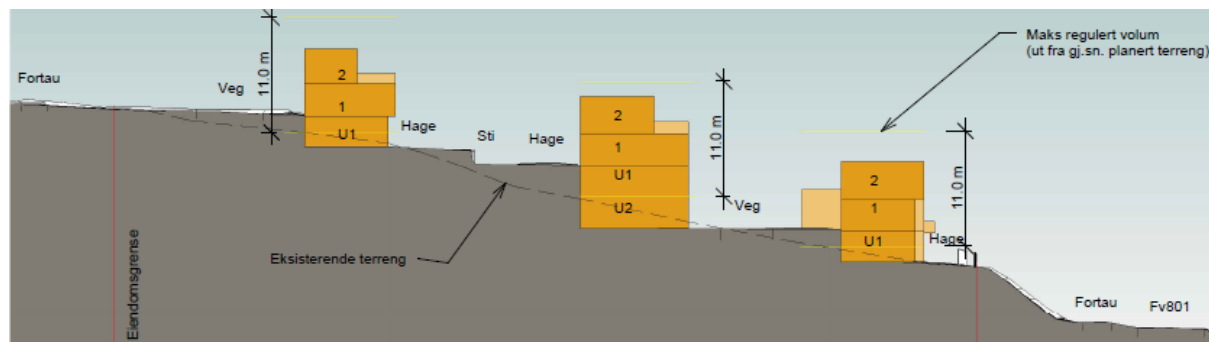 Maks regulert volum
(ut fra gj.sn. planert terreng)
Fortau
Veg
11.0 m
2
1
U1
Hage
Sti
Hage
2
1
U1
U2
11.0 m
Veg
2
1
U1
Hage
11.0 m
Eksisterende terreng
Eiendomsgrense
Fortau
Fv801